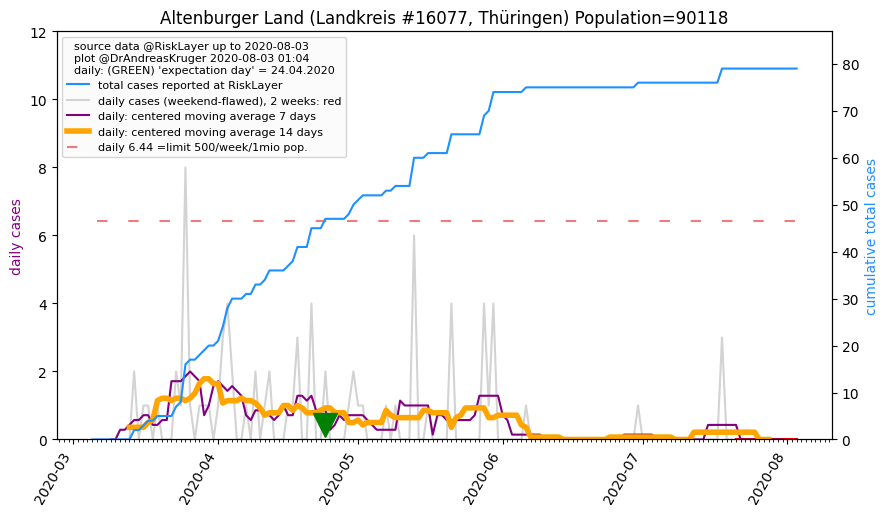 Altenburger Land (Landkreis #16077, Thüringen) Population=90118
source data @RiskLayer up to 2020-08-03
plot @DrAndreasKruger 2020-08-03 01:04
daily: (GREEN) 'expectation day' = 24.04.2020
total cases reported at RiskLayer
daily cases (weekend-flawed), 2 weeks: red
daily: centered moving average 7 days
daily: centered moving average 14 days
daily 6.44 =limit 500/week/1mio pop.
daily cases
12
10
8
6
4
2
0
cumulative total cases
80
70
60
50
40
30
20
10
0
2020-03
2020-04
2020-05
2020-06
2020-07
2020-08